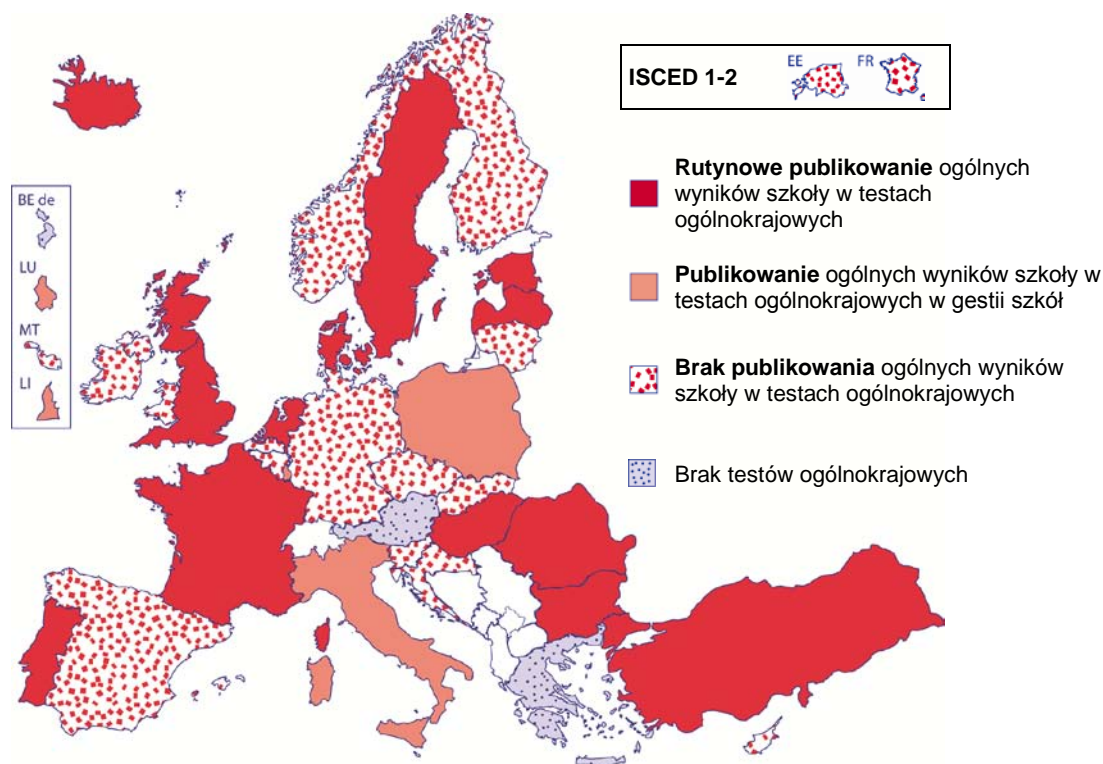 ISCED 1-2
EE
FR
Rutynowe publikowanie ogólnych
wyników szkoły w testach
ogólnokrajowych
Publikowanie ogólnych wyników szkoły w
testach ogólnokrajowych w gestii szkół
Brak publikowania ogólnych wyników
szkoły w testach ogólnokrajowych
Brak testów ogólnokrajowych
BE de
LU
MT
LI